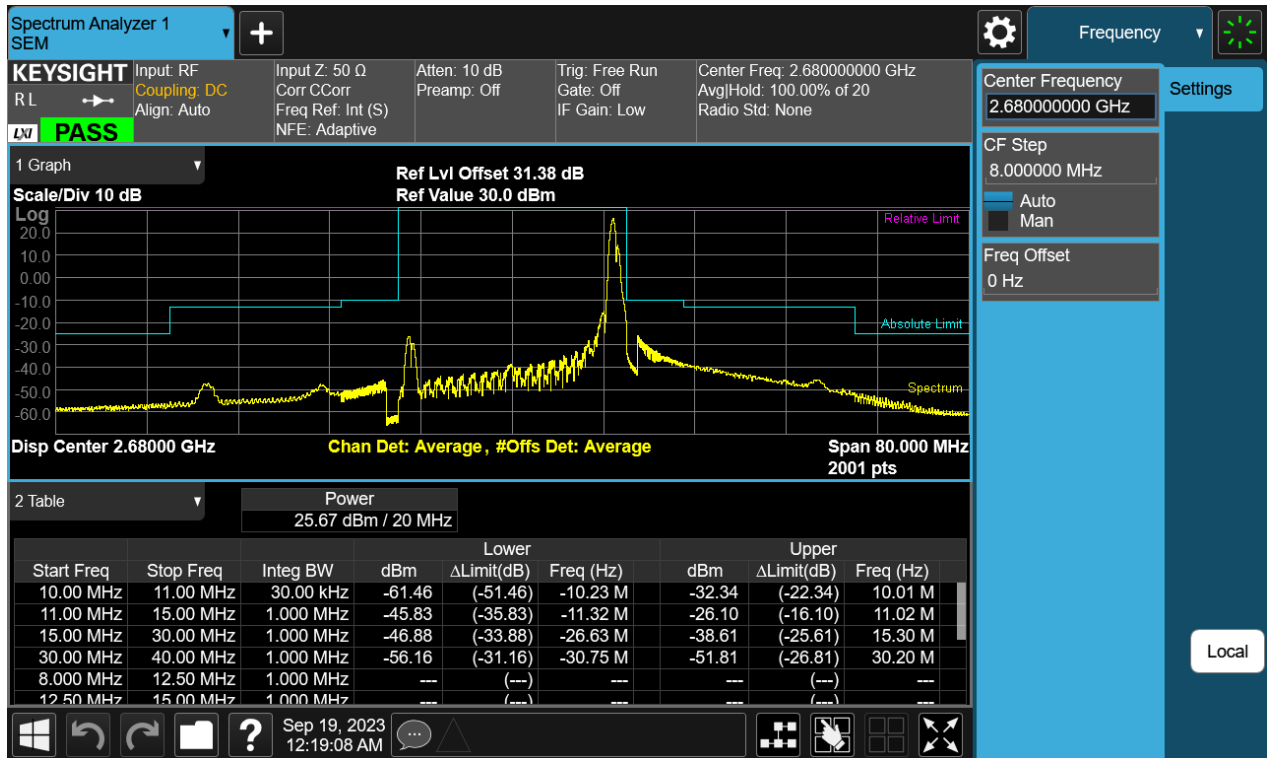 Spectrum Analyzer 1
SEM
+
Frequency
KEYSIGHT
RL
LXI PASS
Input: RF
Coupling: DC
Align: Auto
Input Z: 50 Ω
Corr CCorr
Freq Ref: Int (S)
NFE: Adaptive
Atten: 10 dB
Preamp: Off
Trig: Free Run
Gate: Off
IF Gain: Low
Center Freq: 2.680000000 GHz
Avg|Hold: 100.00% of 20
Radio Std: None
Center Frequency
2.680000000 GHz
Settings
CF Step
8.000000 MHz
Auto
Man
Freq Offset
0 Hz
Local
1 Graph
Scale/Div 10 dB
Ref Lvl Offset 31.38 dB
Ref Value 30.0 dBm
Log
20.0
10.0
0.00
-10.0
-20.0
-30.0
-40.0
-50.0
-60.0
Relative Limit
Absolute Limit
Spectrum
Disp Center 2.68000 GHz
Chan Det: Average, #Offs Det: Average
Span 80.000 MHz
2001 pts
2 Table
Power
25.67 dBm / 20 MHz
Lower Upper
Start Freq Stop Freq Integ BW dBm ΔLimit(dB) Freq (Hz) dBm ΔLimit(dB) Freq (Hz)
10.00 MHz 11.00 MHz 30.00 kHz -61.46 (-51.46) -10.23 M -32.34 (-22.34) 10.01 M
11.00 MHz 15.00 MHz 1.000 MHz -45.83 (-35.83) -11.32 M -26.10 (-16.10) 11.02 M
15.00 MHz 30.00 MHz 1.000 MHz -46.88 (-33.88) -26.63 M -38.61 (-25.61) 15.30 M
30.00 MHz 40.00 MHz 1.000 MHz -56.16 (-31.16) -30.75 M -51.81 (-26.81) 30.20 M
8.000 MHz 12.50 MHz 1.000 MHz --- (---) --- --- (---) ---
12.50 MHz 15.00 MHz 1.000 MHz --- (---) --- --- (---) ---
?
Sep 19, 2023
12:19:08 AM